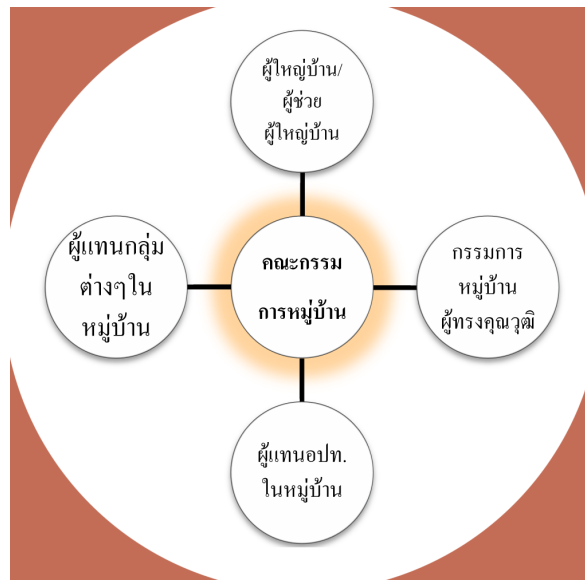 ผู้ใหญ่บ้าน/
ผู้ช่วย
ผู้ใหญ่บ้าน
ผู้แทนกลุ่ม
ต่างๆใน
หมู่บ้าน
คณะกรรม
การหมู่บ้าน
กรรมการ
หมู่บ้าน
ผู้ทรงคุณวุฒิ
ผู้แทนอปท.
ในหมู่บ้าน